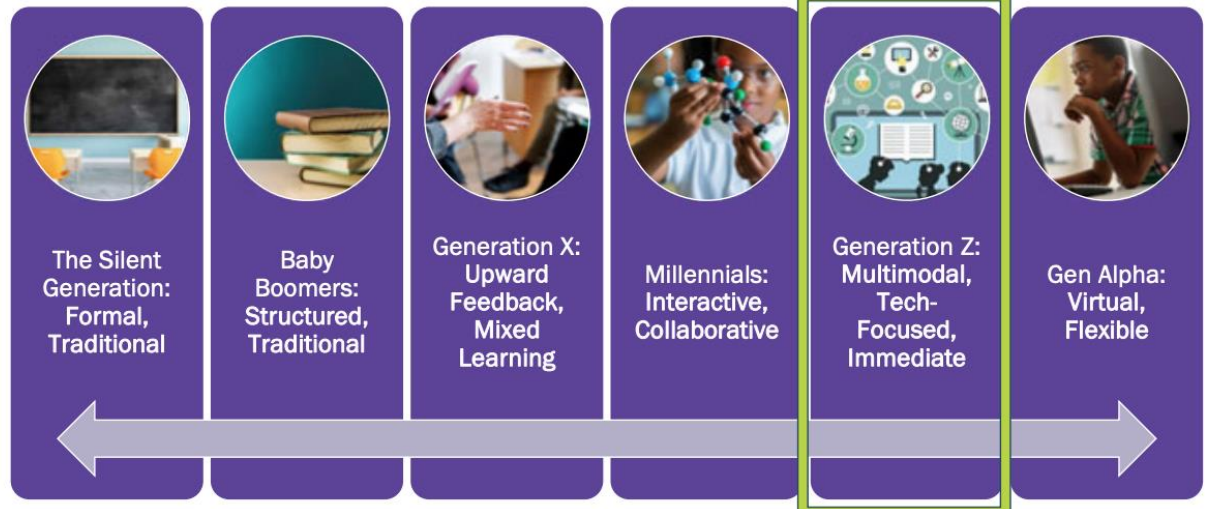 The Silent
Generation:
Formal,
Traditional
Baby
Boomers:
Structured,
Traditional
Generation X:
Upward
Feedback,
Mixed
Learning
Millennials:
Interactive,
Collaborative
Generation Z:
Multimodal,
Tech-
Focused,
Immediate
Gen Alpha:
Virtual,
Flexible